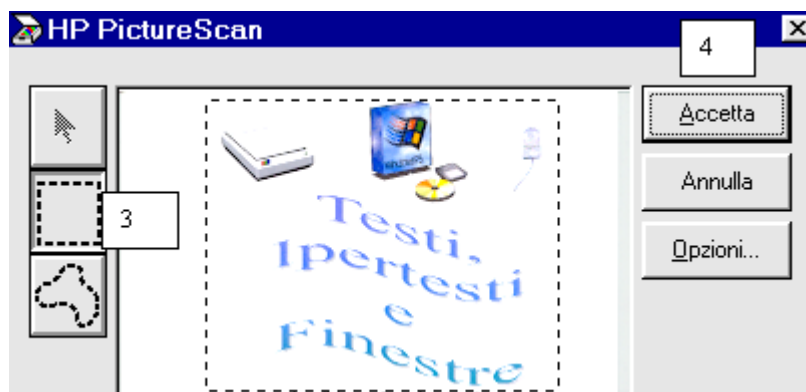 HP PictureScan
4
Accetta
Annulla
Opzioni...
3
Testi,
Ipertesti
e
Finestre